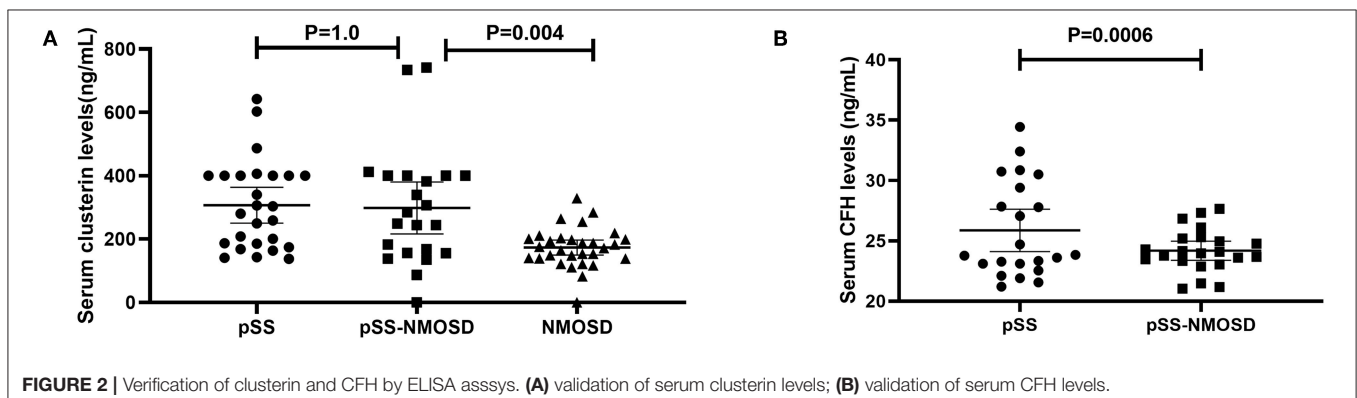 A
P=1.0
P=0.004
Serum clusterin levels(ng/mL)
800
600
400
200
0
pSS
pSS-NMOSD
NMOSD
B
P=0.0006
Serum CFH levels (ng/mL)
40
35
30
25
20
pSS
pSS-NMOSD
FIGURE 2 | Verification of clusterin and CFH by ELISA asssys. (A) validation of serum clusterin levels; (B) validation of serum CFH levels.